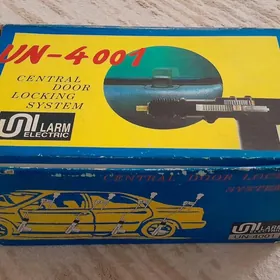 UN-4001
CENTRAL
DOOR
LOCKING
SYSTEM
UNI
LARM
ELECTRIC
CENTRAL DOOR LOCK
SYSTEM
UNI
LARM
UN-4001